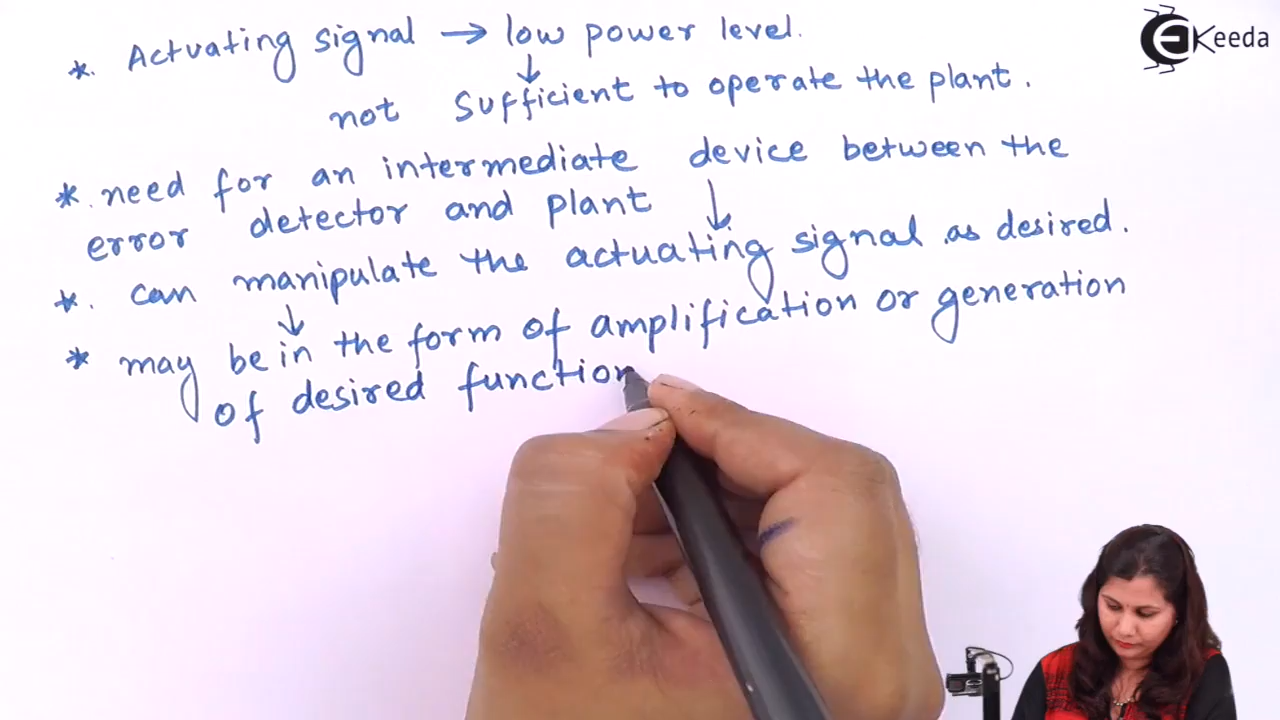 * Actuating signal → low power level.
↓
not sufficient to operate the plant.
* need for an intermediate device between the
error detector and plant ↓
* can manipulate the actuating signal as desired.
↓
* may be in the form of amplification or generation
of desired function
EKeeda